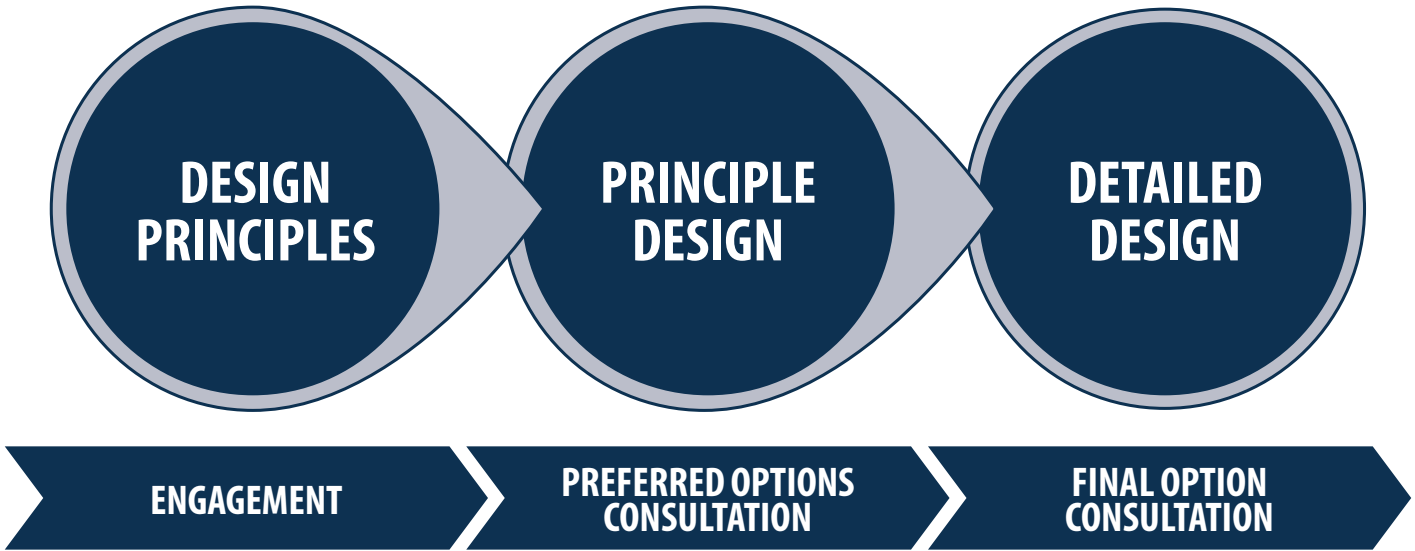 DESIGN
PRINCIPLES
PRINCIPLE
DESIGN
DETAILED
DESIGN
ENGAGEMENT
PREFERRED OPTIONS
CONSULTATION
FINAL OPTION
CONSULTATION